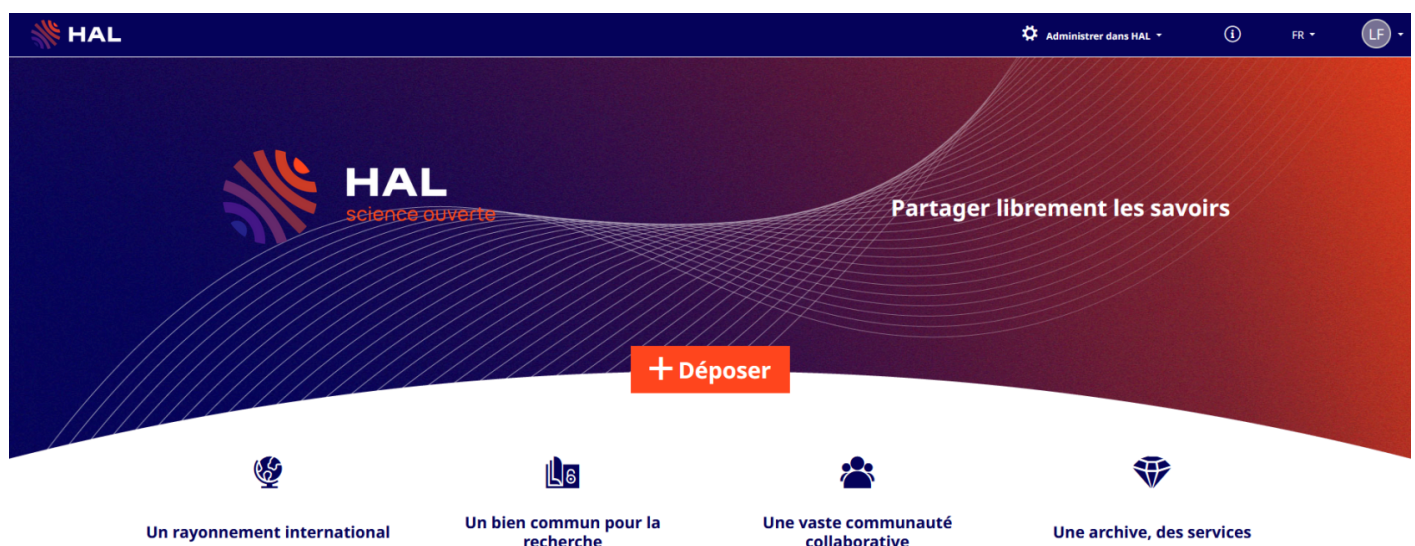 HAL
Administrer dans HAL
FR
LF
HAL
science ouverte
Partager librement les savoirs
+ Déposer
Un rayonnement international
Un bien commun pour la
recherche
Une vaste communauté
collaborative
Une archive, des services